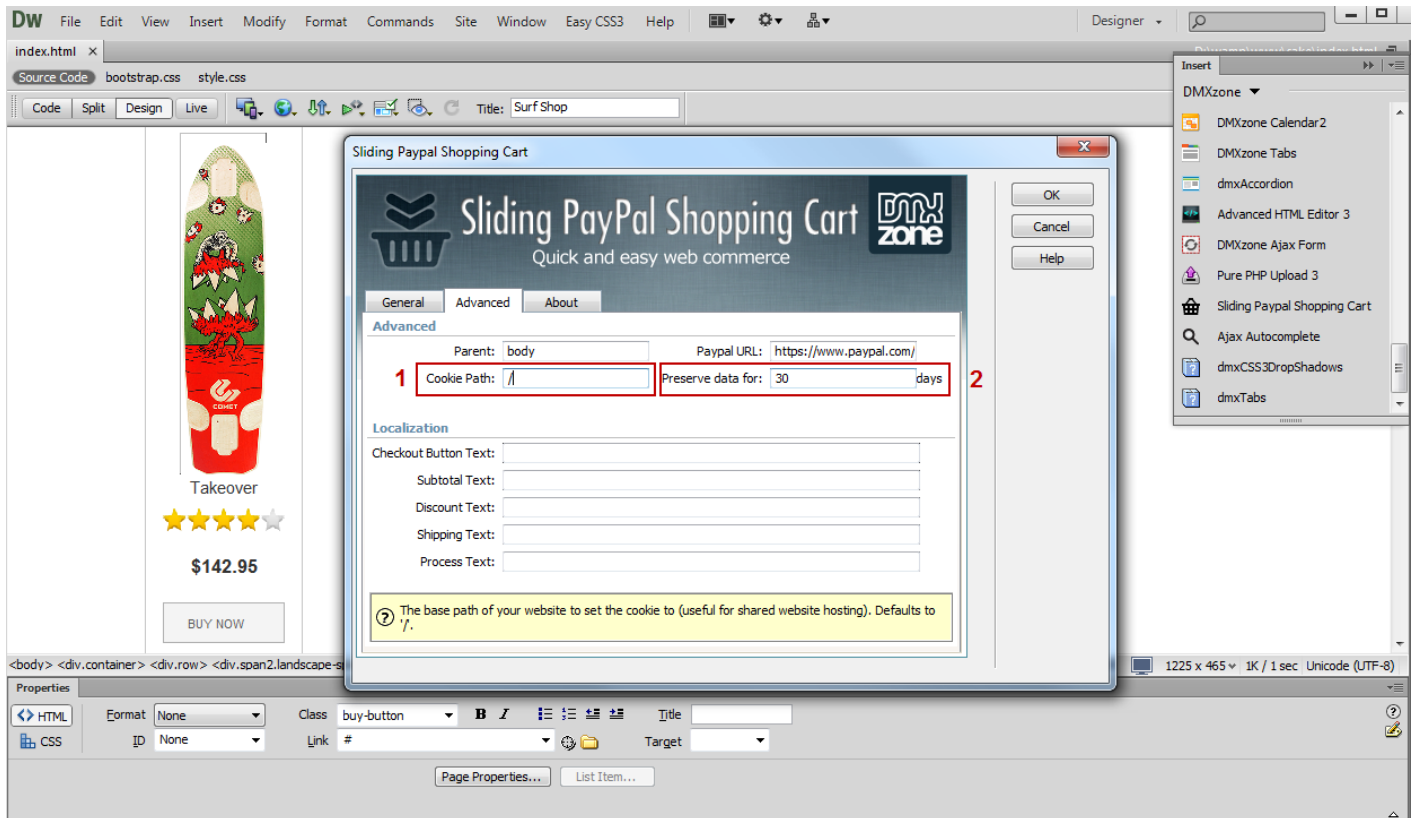 DW File Edit View Insert Modify Format Commands Site Window Easy CSS3 Help Designer
index.html
Source Code bootstrap.css style.css
Code Split Design Live Title: Surf Shop
Insert
DMXzone
DMXzone Calendar2
DMXzone Tabs
dmxAccordion
Advanced HTML Editor 3
DMXzone Ajax Form
Pure PHP Upload 3
Sliding Paypal Shopping Cart
Ajax Autocomplete
dmxCSS3DropShadows
dmxTabs
COMET
Takeover
$142.95
BUY NOW
Sliding Paypal Shopping Cart
Sliding PayPal Shopping Cart
Quick and easy web commerce
DMX zone
OK
Cancel
Help
General Advanced About
Advanced
Parent: body Paypal URL: https://www.paypal.com/
1 Cookie Path: / Preserve data for: 30 days 2
Localization
Checkout Button Text:
Subtotal Text:
Discount Text:
Shipping Text:
Process Text:
The base path of your website to set the cookie to (useful for shared website hosting). Defaults to
'/'.
<body> <div.container> <div.row> <div.span2.landscape-s 1225 x 465 1K / 1 sec Unicode (UTF-8)
Properties
HTML Format None Class buy-button B I Title
CSS ID None Link # Target
Page Properties... List Item...